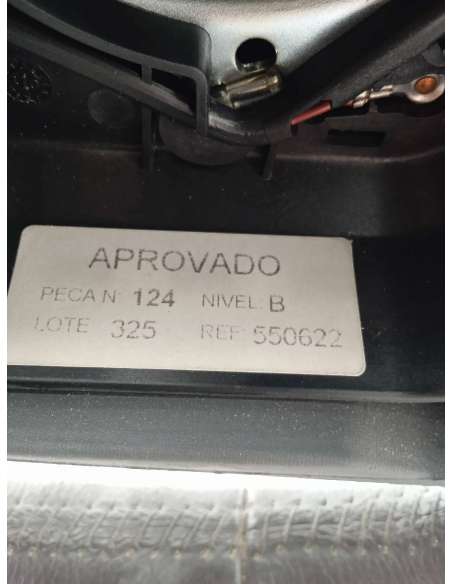 APROVADO
PECA N: 124 NIVEL: B
LOTE : 325 REF: 550622